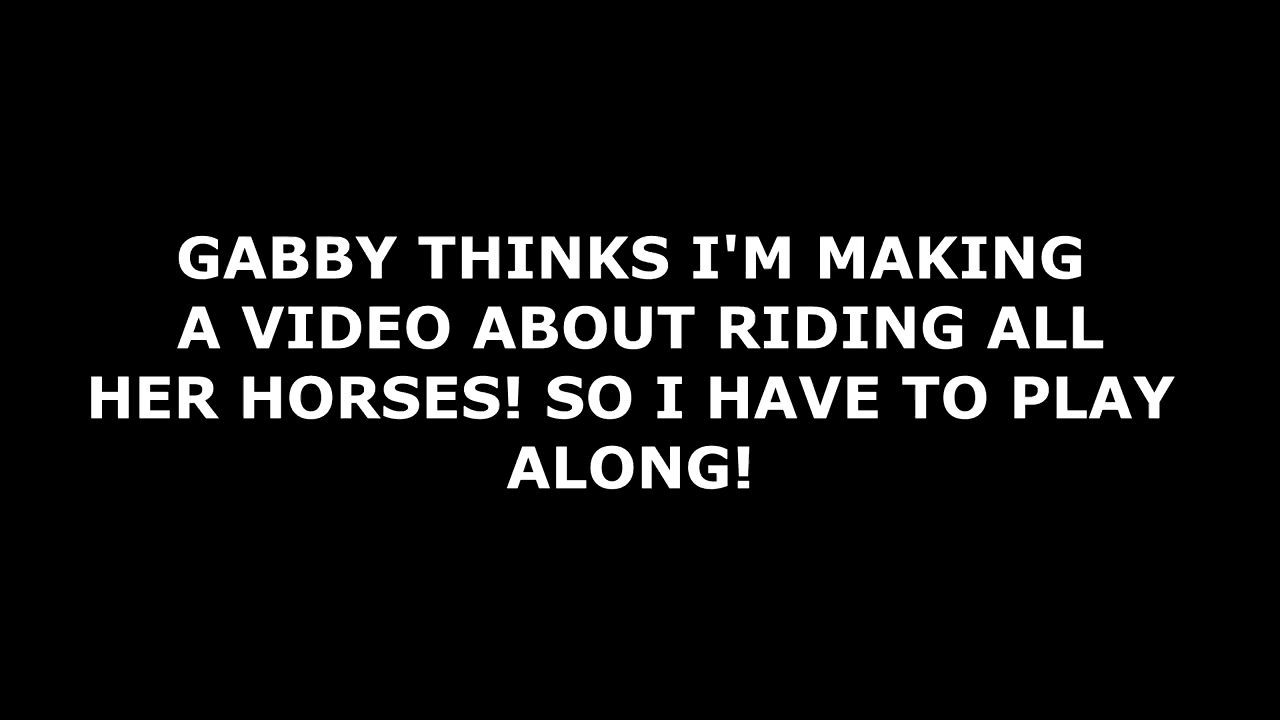 GABBY THINKS I'M MAKING
A VIDEO ABOUT RIDING ALL
HER HORSES! SO I HAVE TO PLAY
ALONG!